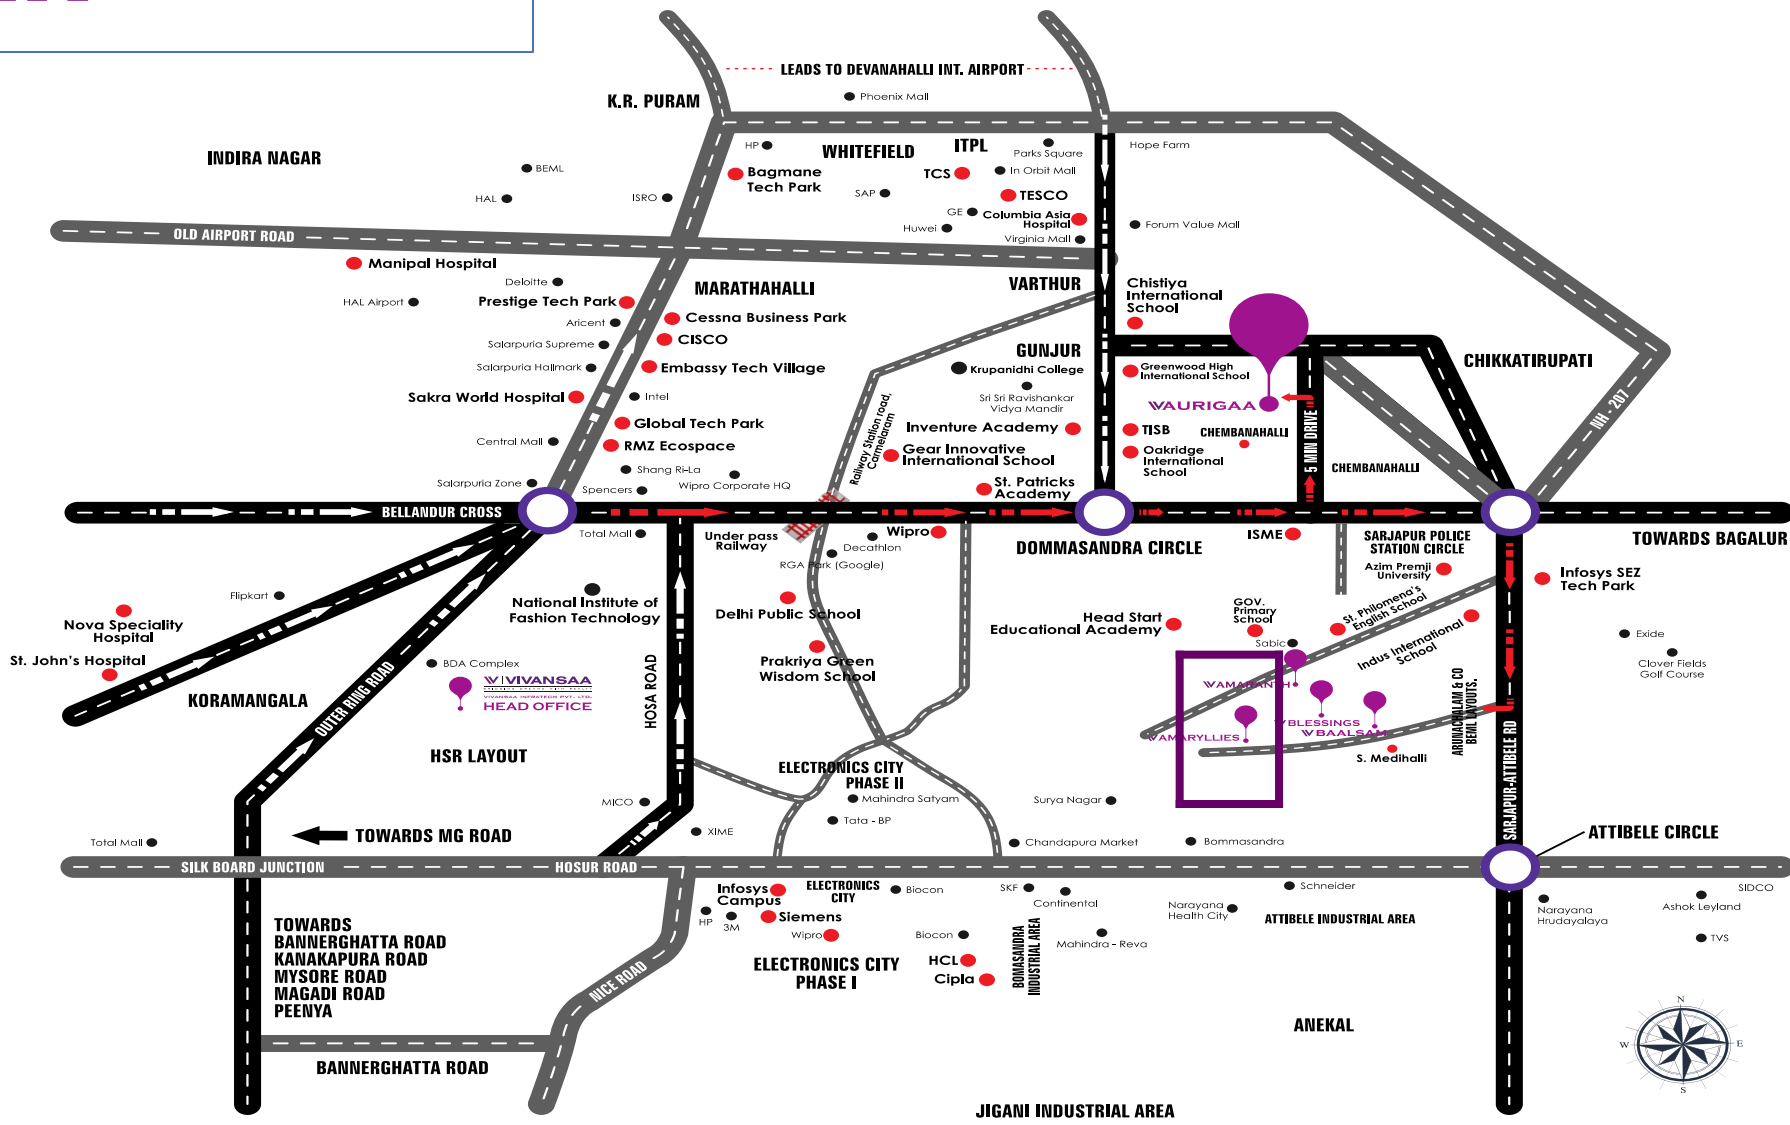 LEADS TO DEVANAHALLI INT. AIRPORT
K.R. PURAM
Phoenix Mall
INDIRA NAGAR
BEML
HAL
ISRO
HP
WHITEFIELD
ITPL
Parks Square
Hope Farm
Bagmane
Tech Park
TCS
In Orbit Mall
SAP
TESCO
GE
Columbia Asia
Hospital
Huwei
Virginia Mall
Forum Value Mall
OLD AIRPORT ROAD
Manipal Hospital
Deloitte
MARATHAHALLI
VARTHUR
Chistiya
International
School
HAL Airport
Prestige Tech Park
Aricent
Cessna Business Park
Salarpuria Supreme
CISCO
GUNJUR
CHIKKATIRUPATI
Salarpuria Hallmark
Embassy Tech Village
Krupanidhi College
Greenwood High
International School
Sakra World Hospital
Intel
Sri Sri Ravishankar
Vidya Mandir
VAURIGAA
NH - 207
Global Tech Park
Railway Station road,
Carmelaram
Inventure Academy
TISB
CHEMBANAHALLI
5 MIN DRIVE
Central Mall
RMZ Ecospace
Gear Innovative
International School
Oakridge
International
School
CHEMBANAHALLI
Shang Ri-La
Wipro Corporate HQ
Salarpuria Zone
Spencers
St. Patricks
Academy
BELLANDUR CROSS
Total Mall
Under pass
Railway
Wipro
Decathlon
RGA Park (Google)
DOMMASANDRA CIRCLE
ISME
SARJAPUR POLICE
STATION CIRCLE
TOWARDS BAGALUR
Azim Premji
University
Infosys SEZ
Tech Park
Flipkart
National Institute of
Fashion Technology
Delhi Public School
Nova Speciality
Hospital
Head Start
Educational Academy
GOV.
Primary
School
St. Philomena's
English School
Sabic
Indus International
School
Exide
Clover Fields
Golf Course
St. John's Hospital
BDA Complex
Prakriya Green
Wisdom School
KORAMANGALA
OUTER RING ROAD
VIVANSAA
VIVANSAA INFRATECH PVT. LTD.
HEAD OFFICE
HOSA ROAD
VAMARANTH
VBLESSINGS
VBAALSAM
VAMARYLLIES
ARUNACHALAM & CO
BEML LAYOUTS.
S. Medihalli
HSR LAYOUT
ELECTRONICS CITY
PHASE II
SARJAPUR-ATTIBELE RD
MICO
Mahindra Satyam
Surya Nagar
TOWARDS MG ROAD
XIME
Tata - BP
Total Mall
Chandapura Market
Bommasandra
ATTIBELE CIRCLE
SILK BOARD JUNCTION
HOSUR ROAD
Infosys
Campus
ELECTRONICS
CITY
Biocon
SKF
Continental
Schneider
SIDCO
HP
3M
Siemens
Narayana
Health City
ATTIBELE INDUSTRIAL AREA
Narayana
Hrudayalaya
Ashok Leyland
TOWARDS
BANNERGHATTA ROAD
KANAKAPURA ROAD
MYSORE ROAD
MAGADI ROAD
PEENYA
Wipro
Biocon
BOMASANDRA
INDUSTRIAL AREA
Mahindra - Reva
TVS
NICE ROAD
ELECTRONICS CITY
PHASE I
HCL
Cipla
ANEKAL
N
W
E
S
BANNERGHATTA ROAD
JIGANI INDUSTRIAL AREA